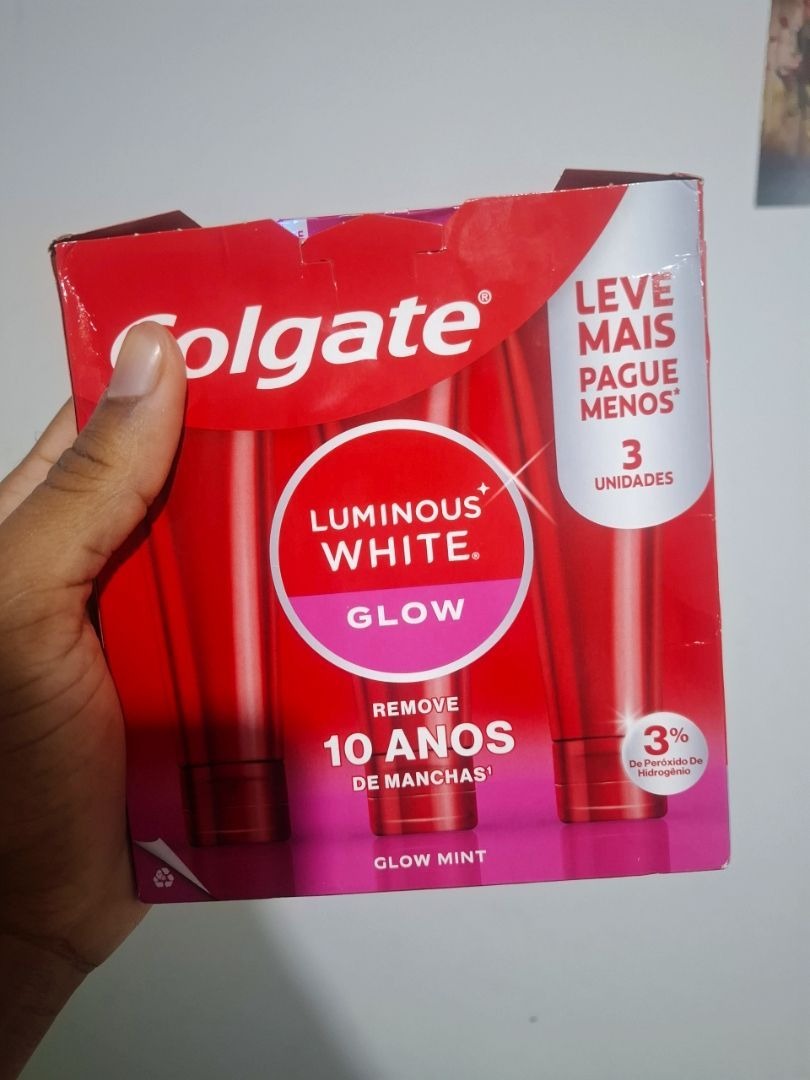 Colgate®
LEVE
MAIS
PAGUE
MENOS*
3
UNIDADES
LUMINOUS
WHITE®
GLOW
REMOVE
10 ANOS
DE MANCHAS¹
3%
De Peróxido De
Hidrogênio
GLOW MINT